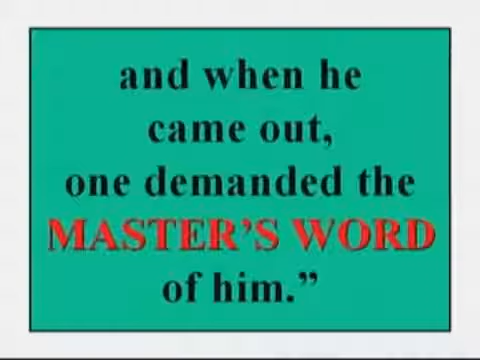 and when he
came out,
one demanded the
MASTER’S WORD
of him.”